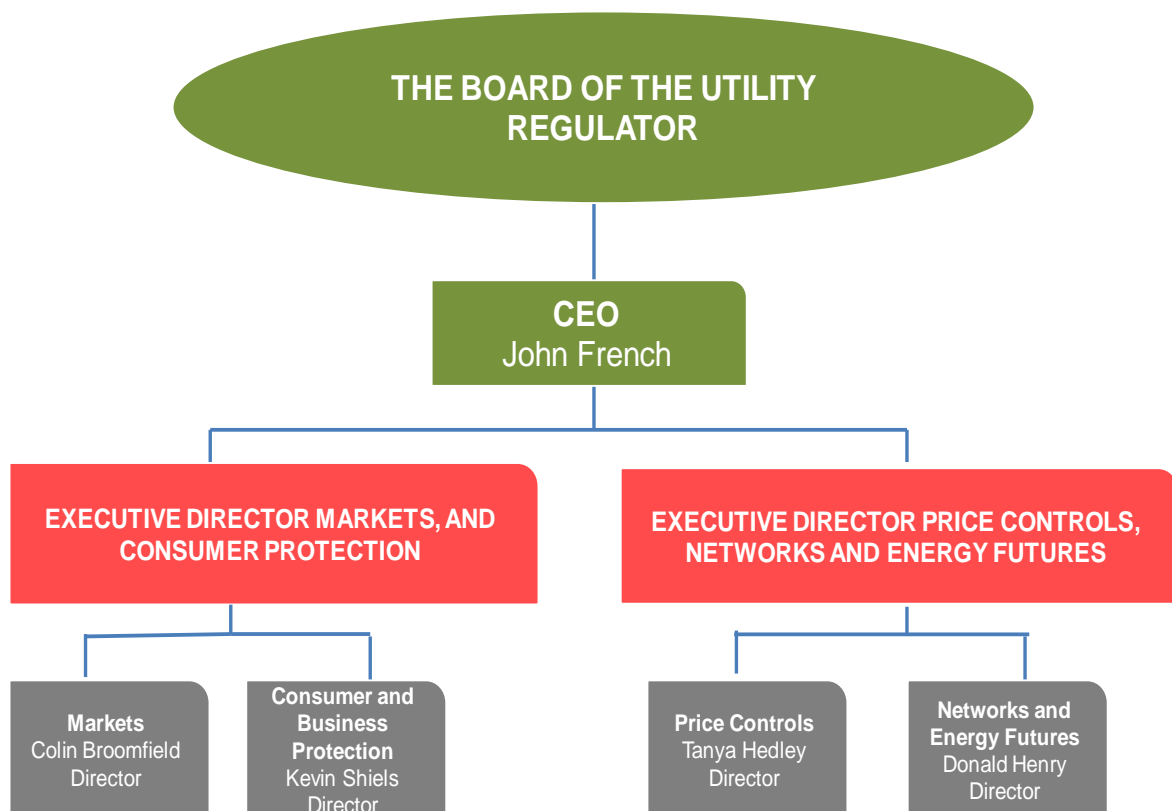 THE BOARD OF THE UTILITY
REGULATOR
CEO
John French
EXECUTIVE DIRECTOR MARKETS, AND
CONSUMER PROTECTION
EXECUTIVE DIRECTOR PRICE CONTROLS,
NETWORKS AND ENERGY FUTURES
Markets
Colin Broomfield
Director
Consumer and
Business
Protection
Kevin Shiels
Director
Price Controls
Tanya Hedley
Director
Networks and
Energy Futures
Donald Henry
Director